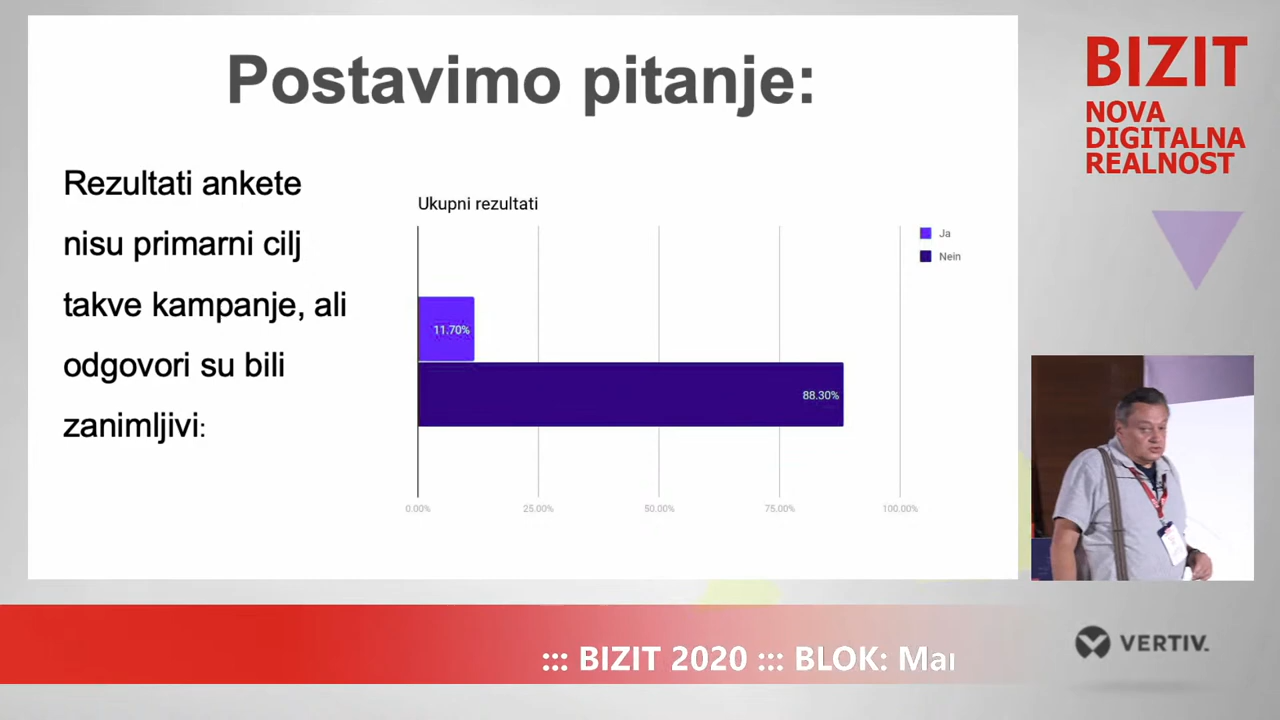 Postavimo pitanje:
Rezultati ankete
nisu primarni cilj
takve kampanje, ali
odgovori su bili
zanimljivi:
Ukupni rezultati
Ja
Nein
11.70%
88.30%
0.00%
25.00%
50.00%
75.00%
100.00%
BIZIT
NOVA
DIGITALNA
REALNOST
::: BIZIT 2020 ::: BLOK: Mar
VERTIV.